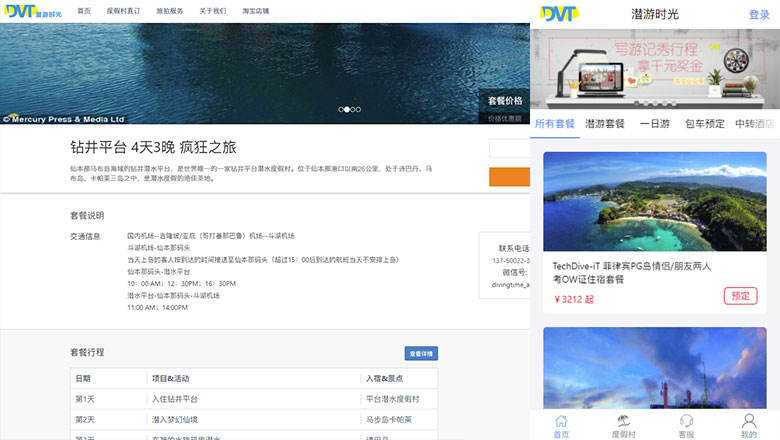 DVT潜游时光
首页 度假村直订 旅拍服务 关于我们 淘宝店铺
© Mercury Press & Media Ltd
套餐价格
钻井平台 4天3晚 疯狂之旅
仙本那马布岛海域的钻井潜水平台，是世界唯一的一家钻井平台潜水度假村。位于仙本那港口以南26公里，处于诗巴丹、马
布岛、卡帕莱三岛之中，是潜水度假的绝佳圣地。
套餐说明
交通信息
国内机场--吉隆坡/亚庇（哥打基那巴鲁）机场--斗湖机场
斗湖机场-仙本那码头
当天上岛的客人按到达的时间接送至仙本那码头（超过15：00后到达的航班当天不安排上岛）
仙本那码头-潜水平台
10：00 AM；12：30PM；16：30PM
潜水平台-仙本那码头-斗湖机场
11:00 AM；14:00PM
联系电话
137-50022-3
微信号:
divingtime_a
套餐行程
查看详情
日期 项目&活动 入宿&景点
第1天 入住钻井平台 平台潜水度假村
第2天 潜入梦幻仙境 马步岛卡帕莱
DVT
潜游时光
登录
写游记秀行程
拿千元奖金
所有套餐 潜游套餐 一日游 包车预定 中转酒店
TechDive-iT 菲律宾PG岛情侣/朋友两人
考OW证住宿套餐
￥3212 起
预定
首页 度假村 客服 我的